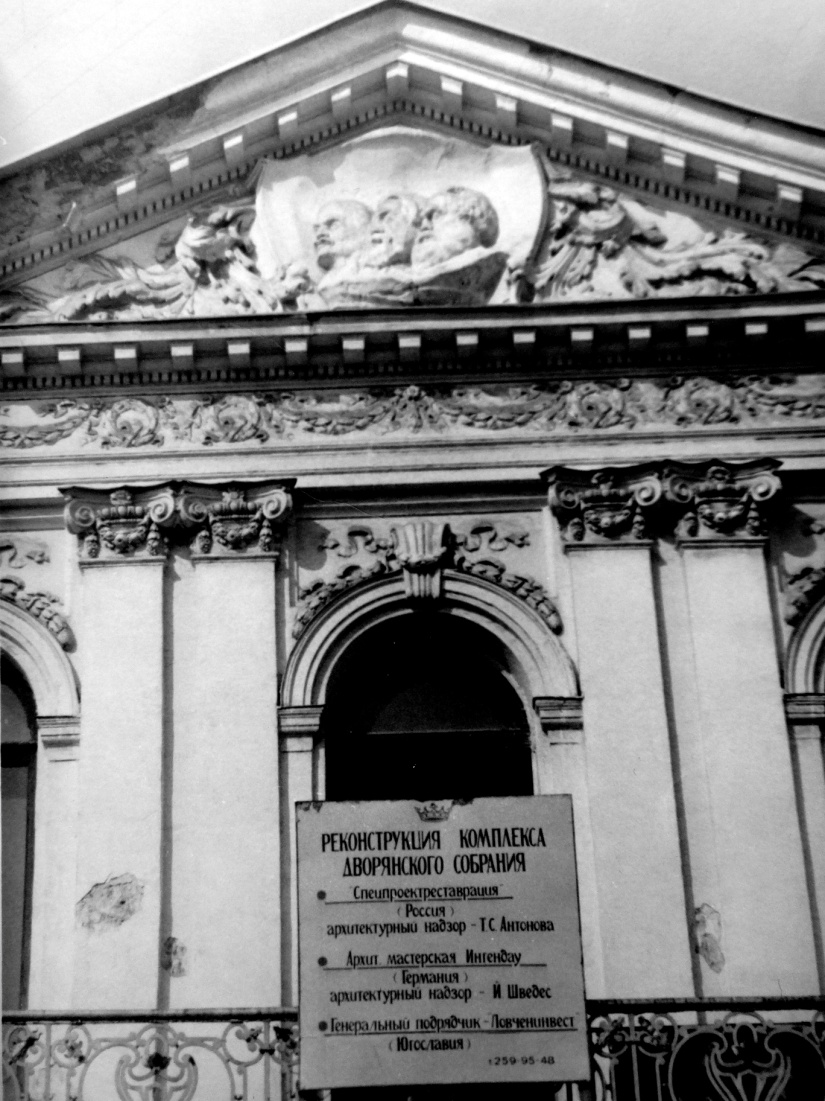 РЕКОНСТРУКЦИЯ КОМПЛЕКСА
ДВОРЯНСКОГО СОБРАНИЯ
"Спецпроектреставрация"
(Россия)
архитектурный надзор - Т.С. Антонова
Архит. мастерская Ингендау
(Германия)
архитектурный надзор - Й Шведес
Генеральный подрядчик - Ловченинвест
(Югославия)
т.259-95-48